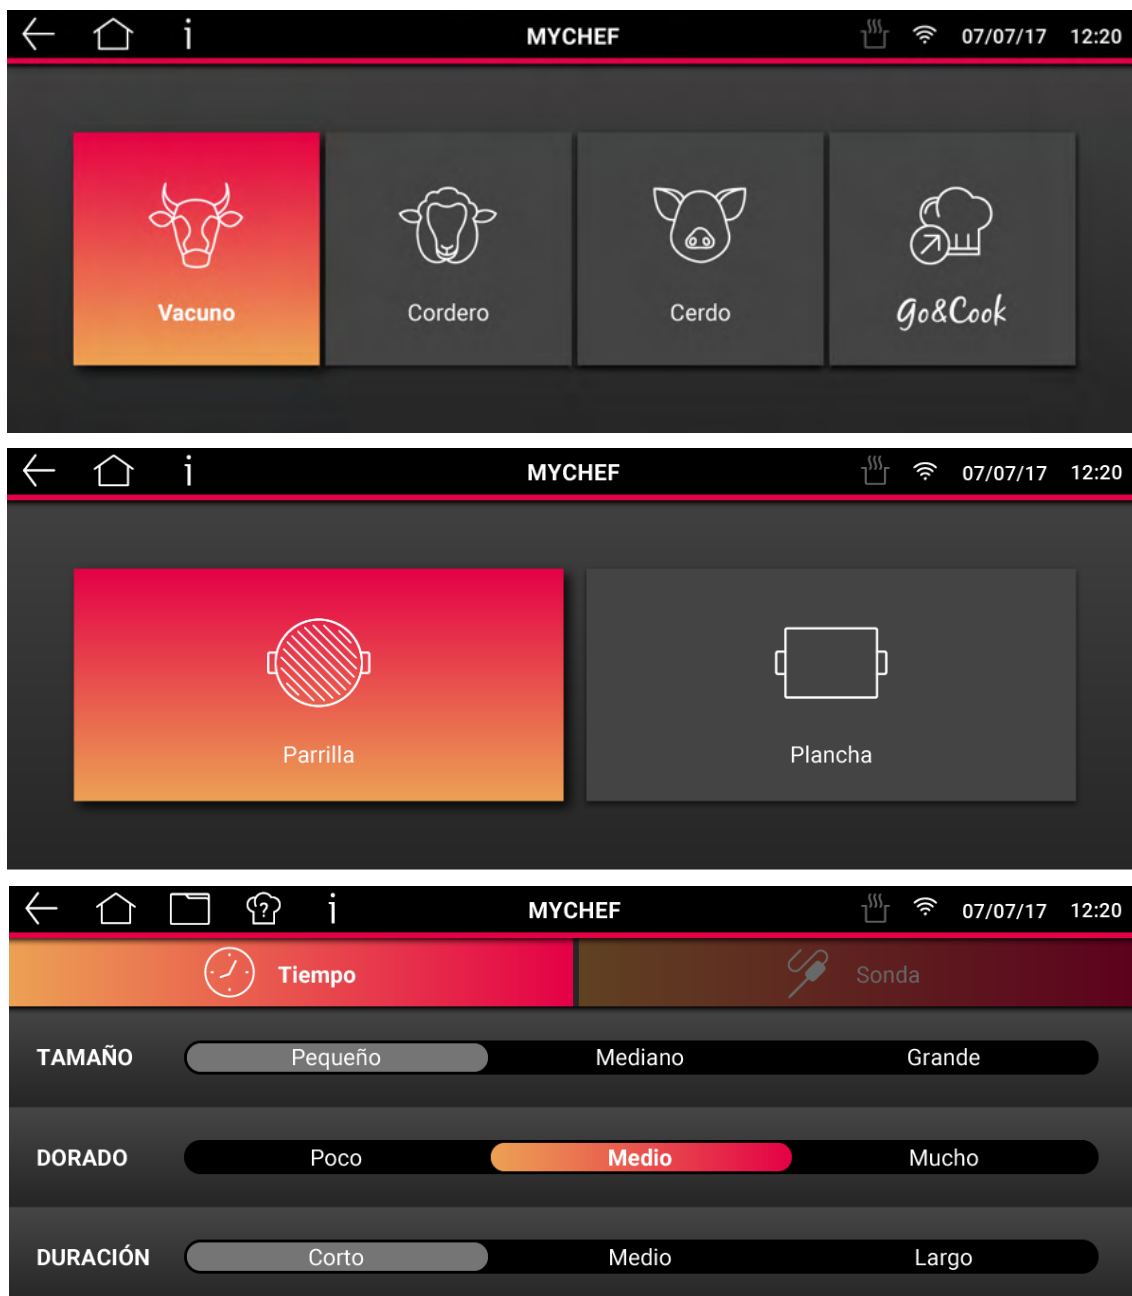 MYCHEF 07/07/17 12:20
Vacuno Cordero Cerdo Go&Cook
MYCHEF 07/07/17 12:20
Parrilla Plancha
MYCHEF 07/07/17 12:20
Tiempo Sonda
TAMAÑO Pequeño Mediano Grande
DORADO Poco Medio Mucho
DURACIÓN Corto Medio Largo